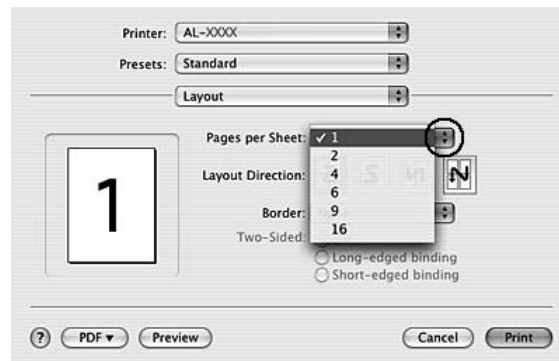 Printer: AL-XXXX
Presets: Standard
Layout
Pages per Sheet: ✓ 1
2
Layout Direction: 4
6
Border: 9
Two-Sided: 16
Long-edged binding
Short-edged binding
1
? PDF▼ Preview Cancel Print